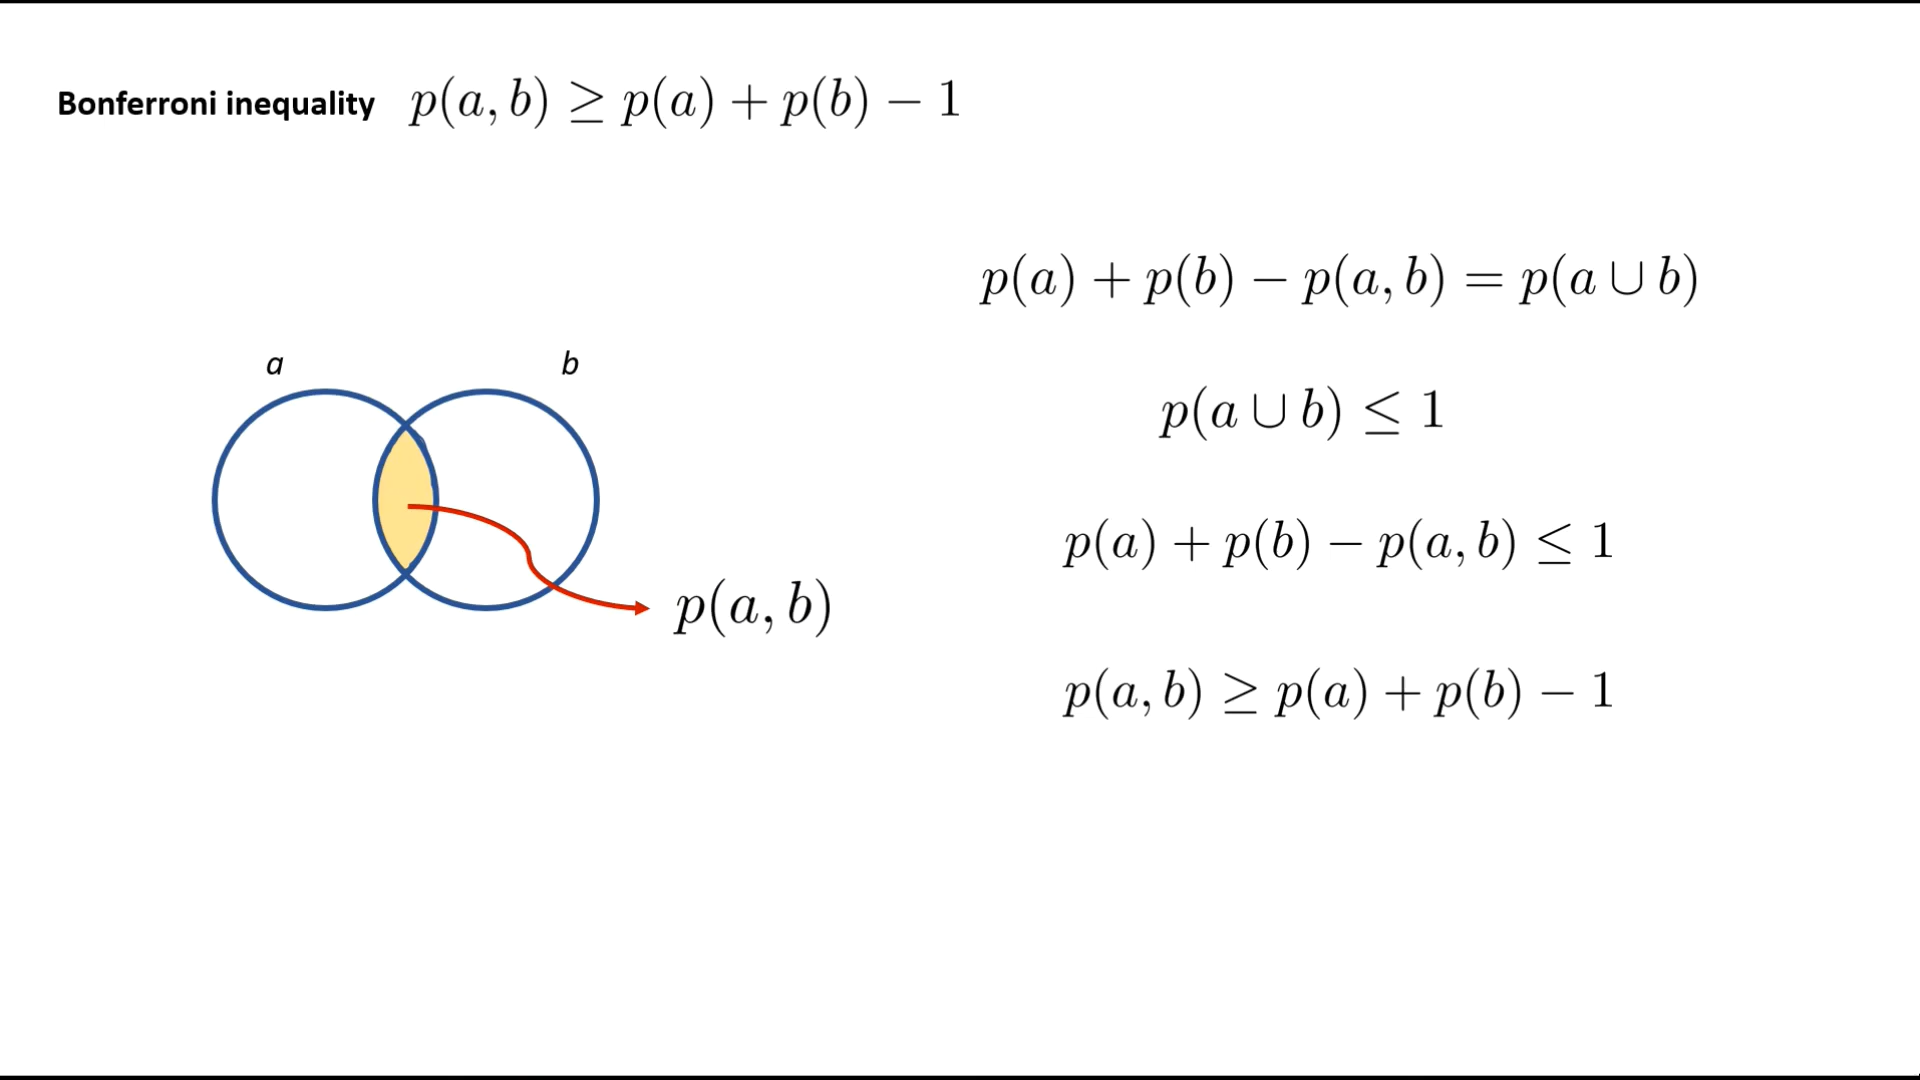 Bonferroni inequality p(a, b) ≥ p(a) + p(b) − 1
p(a) + p(b) − p(a, b) = p(a ∪ b)
a b
p(a ∪ b) ≤ 1
p(a) + p(b) − p(a, b) ≤ 1
p(a, b)
p(a, b) ≥ p(a) + p(b) − 1